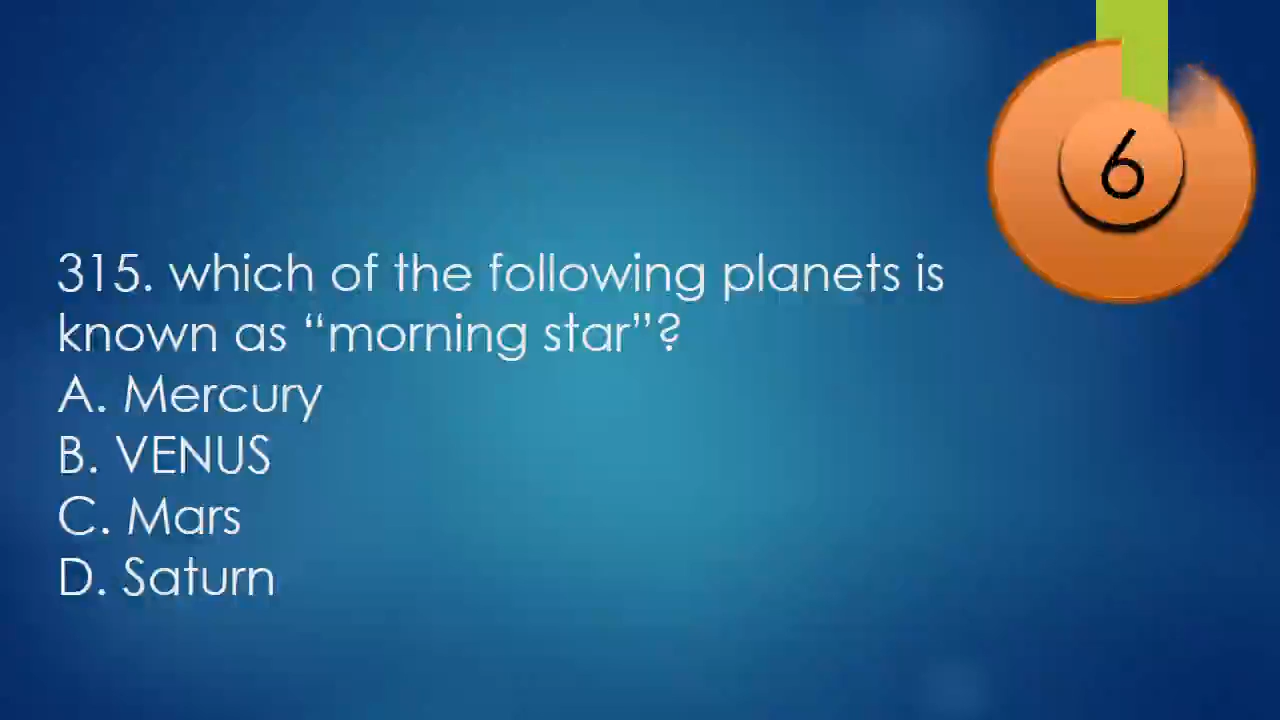 6
315. which of the following planets is
known as “morning star”?
A. Mercury
B. VENUS
C. Mars
D. Saturn